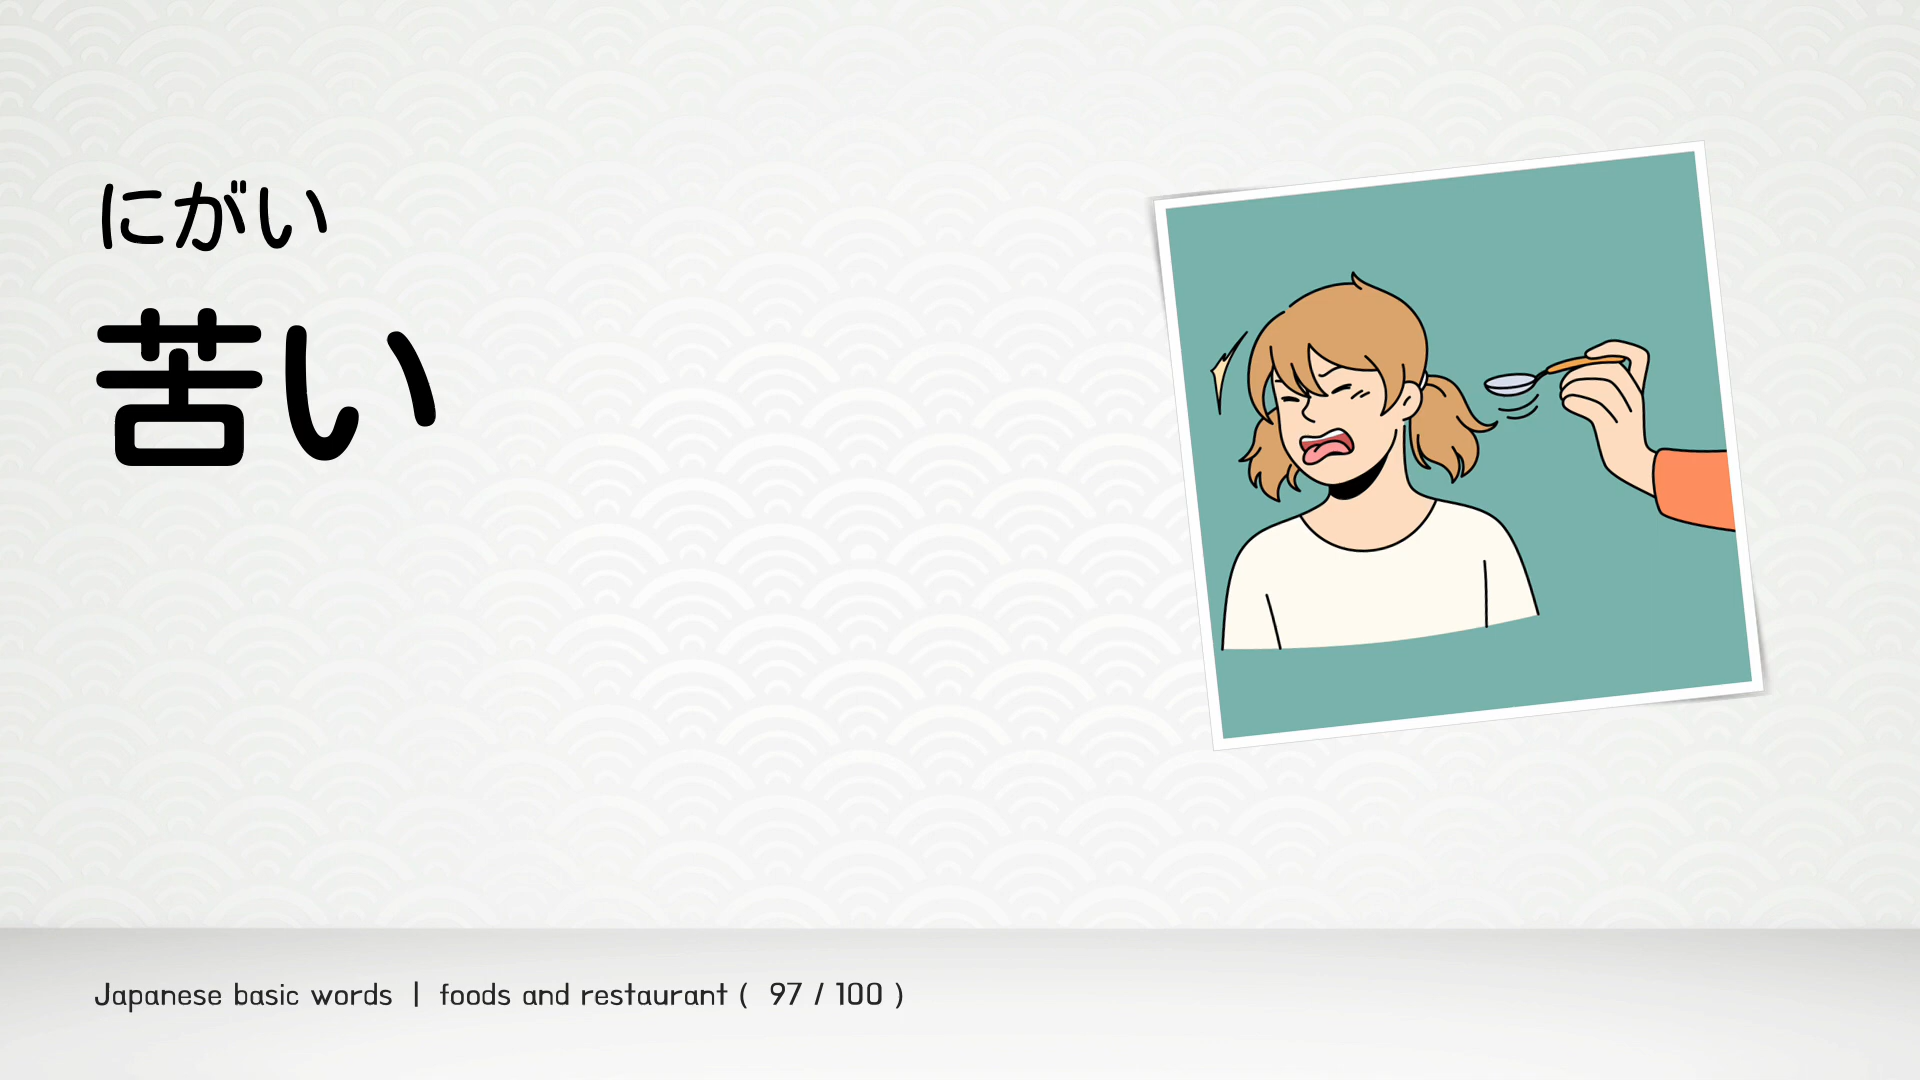 にがい
苦い
Japanese basic words | foods and restaurant ( 97 / 100 )